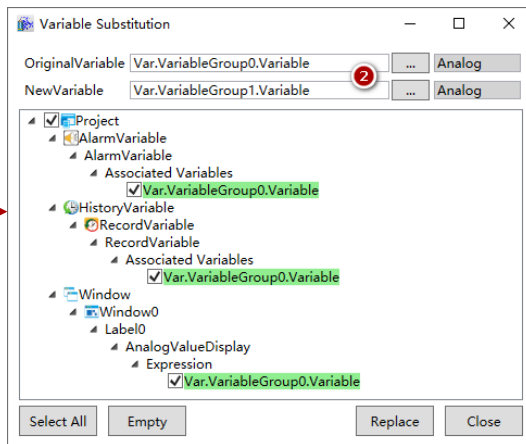 Variable Substitution
OriginalVariable Var.VariableGroup0.Variable ... Analog
2
NewVariable Var.VariableGroup1.Variable ... Analog
Project
AlarmVariable
AlarmVariable
Associated Variables
Var.VariableGroup0.Variable
HistoryVariable
RecordVariable
RecordVariable
Associated Variables
Var.VariableGroup0.Variable
Window
Window0
Label0
AnalogValueDisplay
Expression
Var.VariableGroup0.Variable
Select All Empty Replace Close